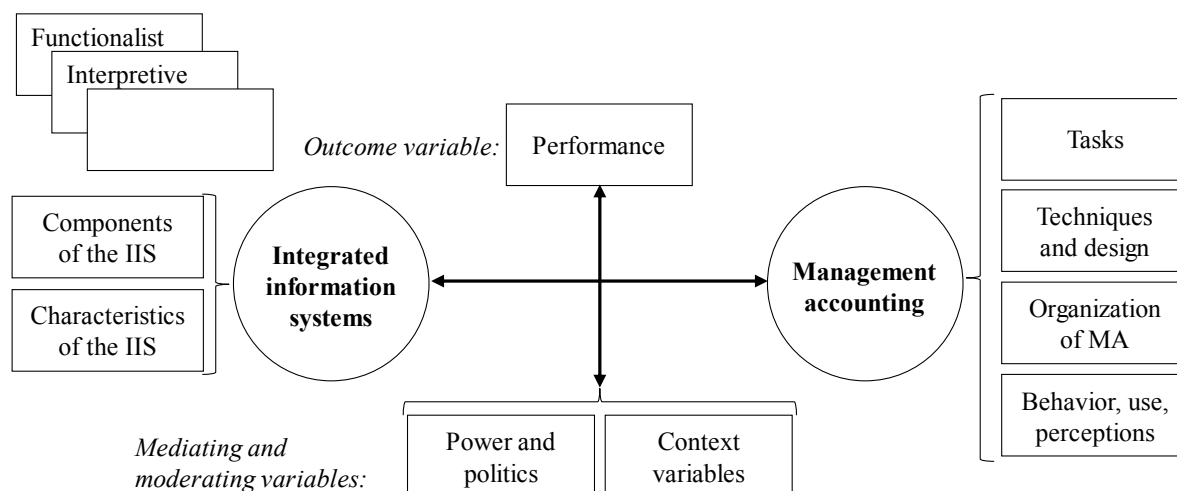 Functionalist
Interpretive
Outcome variable:
Performance
Components
of the IIS
Characteristics
of the IIS
Integrated
information
systems
Management
accounting
Tasks
Techniques
and design
Organization
of MA
Behavior, use,
perceptions
Mediating and
moderating variables:
Power and
politics
Context
variables